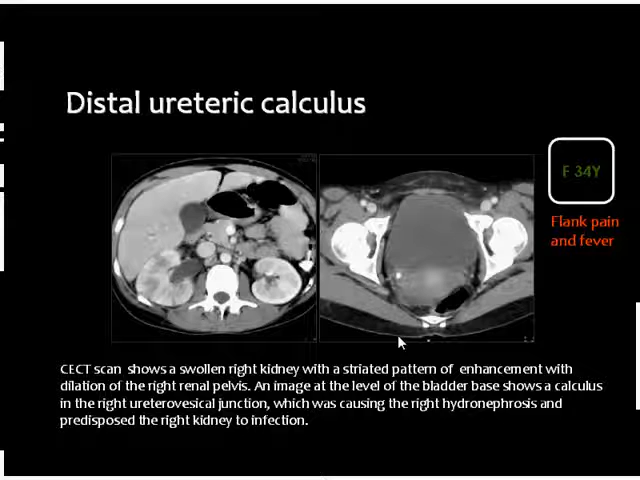 Distal ureteric calculus
F 34Y
Flank pain
and fever
CECT scan shows a swollen right kidney with a striated pattern of enhancement with
dilation of the right renal pelvis. An image at the level of the bladder base shows a calculus
in the right ureterovesical junction, which was causing the right hydronephrosis and
predisposed the right kidney to infection.